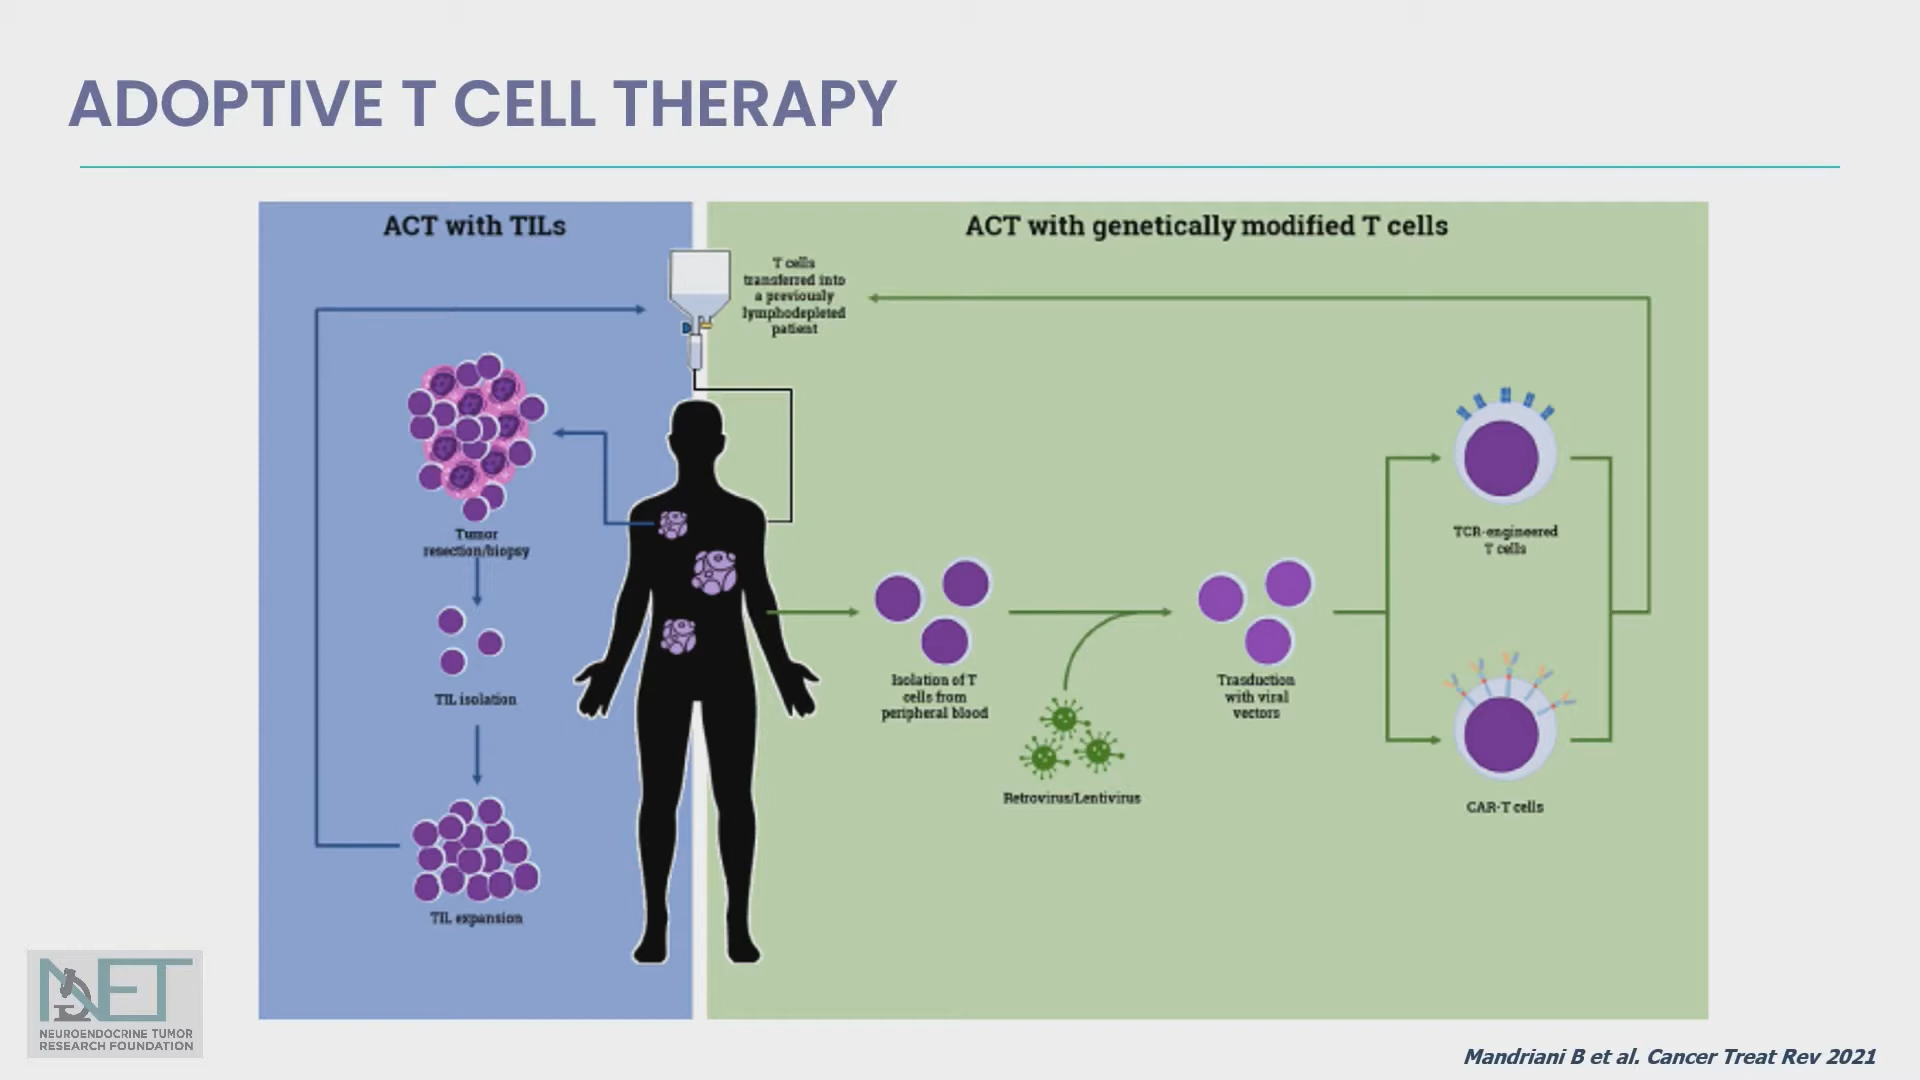 ADOPTIVE T CELL THERAPY
ACT with TILs
ACT with genetically modified T cells
T cells
transferred into
a previously
lymphodepleted
patient
Tumor
resection/biopsy
TIL isolation
TIL expansion
Isolation of T
cells from
peripheral blood
Retrovirus/Lentivirus
Trasduction
with viral
vectors
TCR-engineered
T cells
CAR-T cells
NET
NEUROENDOCRINE TUMOR
RESEARCH FOUNDATION
Mandriani B et al. Cancer Treat Rev 2021